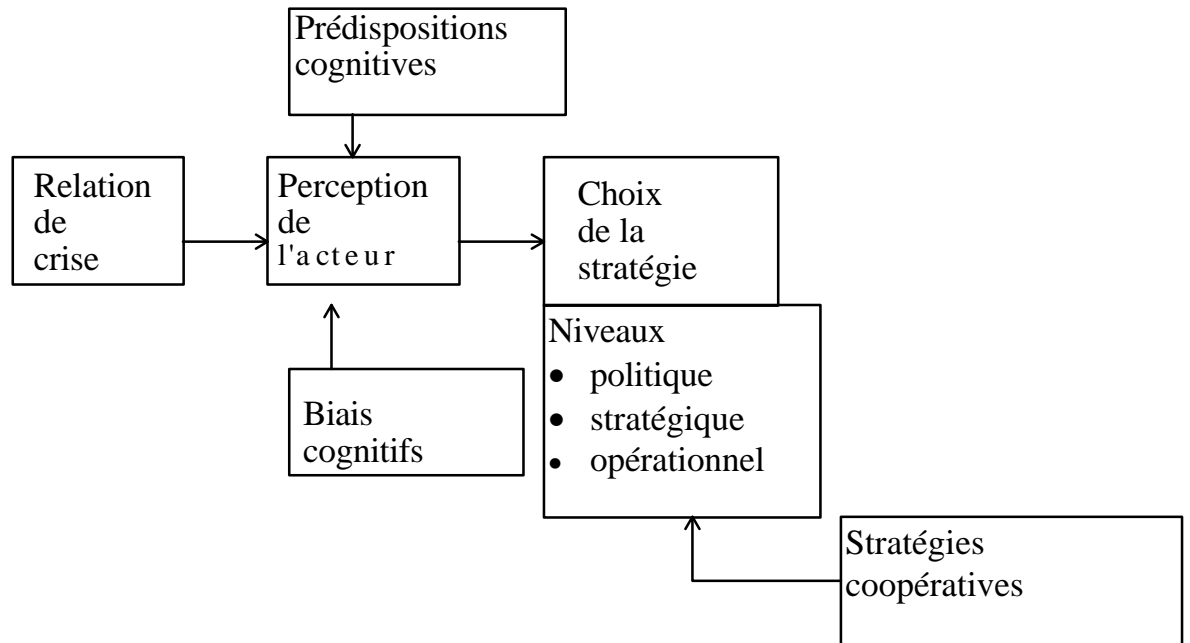 Prédispositions
cognitives
Relation
de
crise
Perception
de
l'acteur
Choix
de la
stratégie
Niveaux
• politique
• stratégique
• opérationnel
Biais
cognitifs
Stratégies
coopératives